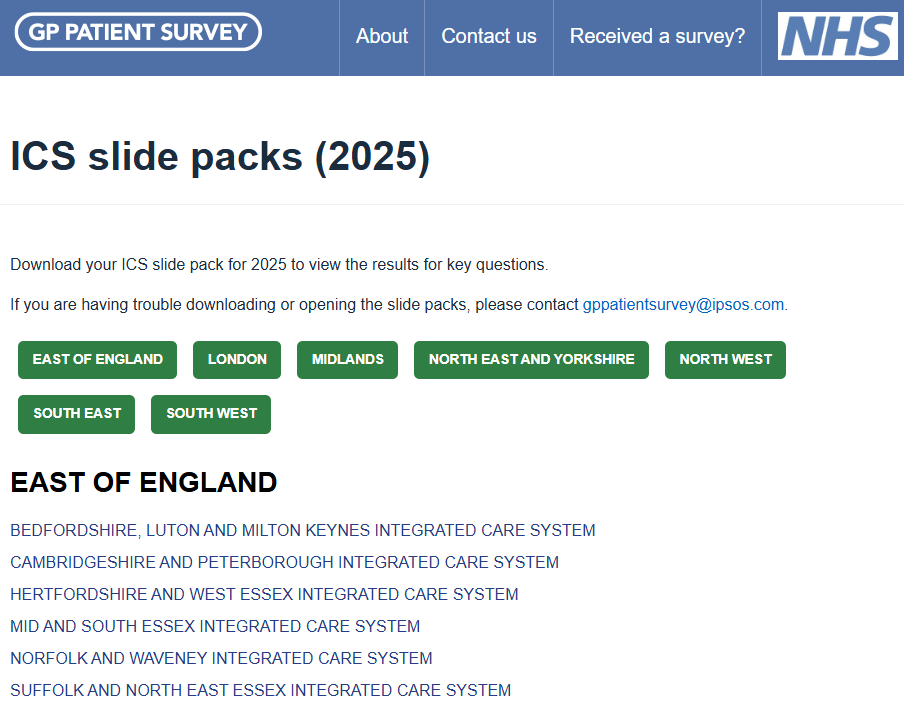 GP PATIENT SURVEY
About
Contact us
Received a survey?
NHS
ICS slide packs (2025)
Download your ICS slide pack for 2025 to view the results for key questions.
If you are having trouble downloading or opening the slide packs, please contact gppatientsurvey@ipsos.com.
EAST OF ENGLAND
LONDON
MIDLANDS
NORTH EAST AND YORKSHIRE
NORTH WEST
SOUTH EAST
SOUTH WEST
EAST OF ENGLAND
BEDFORDSHIRE, LUTON AND MILTON KEYNES INTEGRATED CARE SYSTEM
CAMBRIDGESHIRE AND PETERBOROUGH INTEGRATED CARE SYSTEM
HERTFORDSHIRE AND WEST ESSEX INTEGRATED CARE SYSTEM
MID AND SOUTH ESSEX INTEGRATED CARE SYSTEM
NORFOLK AND WAVENEY INTEGRATED CARE SYSTEM
SUFFOLK AND NORTH EAST ESSEX INTEGRATED CARE SYSTEM